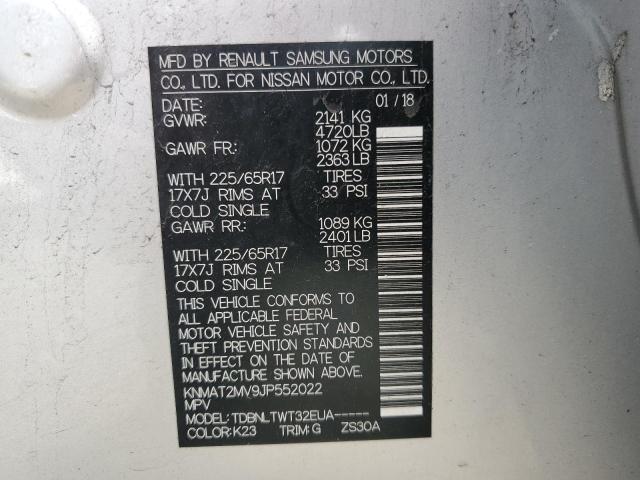 MFD BY RENAULT SAMSUNG MOTORS
CO., LTD. FOR NISSAN MOTOR CO., LTD.
DATE: 01 / 18
GVWR: 2141 KG
4720LB
GAWR FR: 1072 KG
2363 LB
WITH 225/65R17 TIRES
17X7J RIMS AT 33 PSI
COLD SINGLE
GAWR RR: 1089 KG
2401 LB
WITH 225/65R17 TIRES
17X7J RIMS AT 33 PSI
COLD SINGLE
THIS VEHICLE CONFORMS TO
ALL APPLICABLE FEDERAL
MOTOR VEHICLE SAFETY AND
THEFT PREVENTION STANDARDS
IN EFFECT ON THE DATE OF
MANUFACTURE SHOWN ABOVE.
KNMAT2MV9JP552022
MPV
MODEL: TDBNLTWT32EUA-----
COLOR: K23 TRIM: G ZS30A